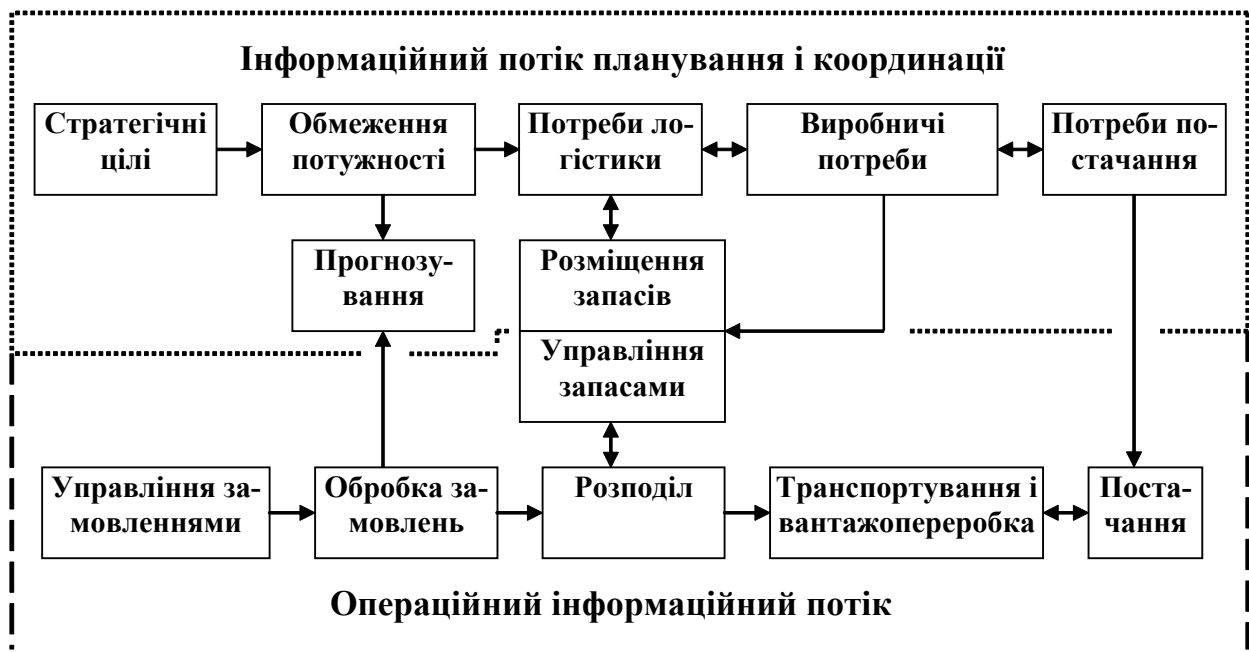 Інформаційний потік планування і координації
Стратегічні
цілі
Обмеження
потужності
Потреби ло-
гістики
Виробничі
потреби
Потреби по-
стачання
Прогнозу-
вання
Розміщення
запасів
Управління
запасами
Управління за-
мовленнями
Обробка за-
мовлень
Розподіл
Транспортування і
вантажопереробка
Поста-
чання
Операційний інформаційний потік